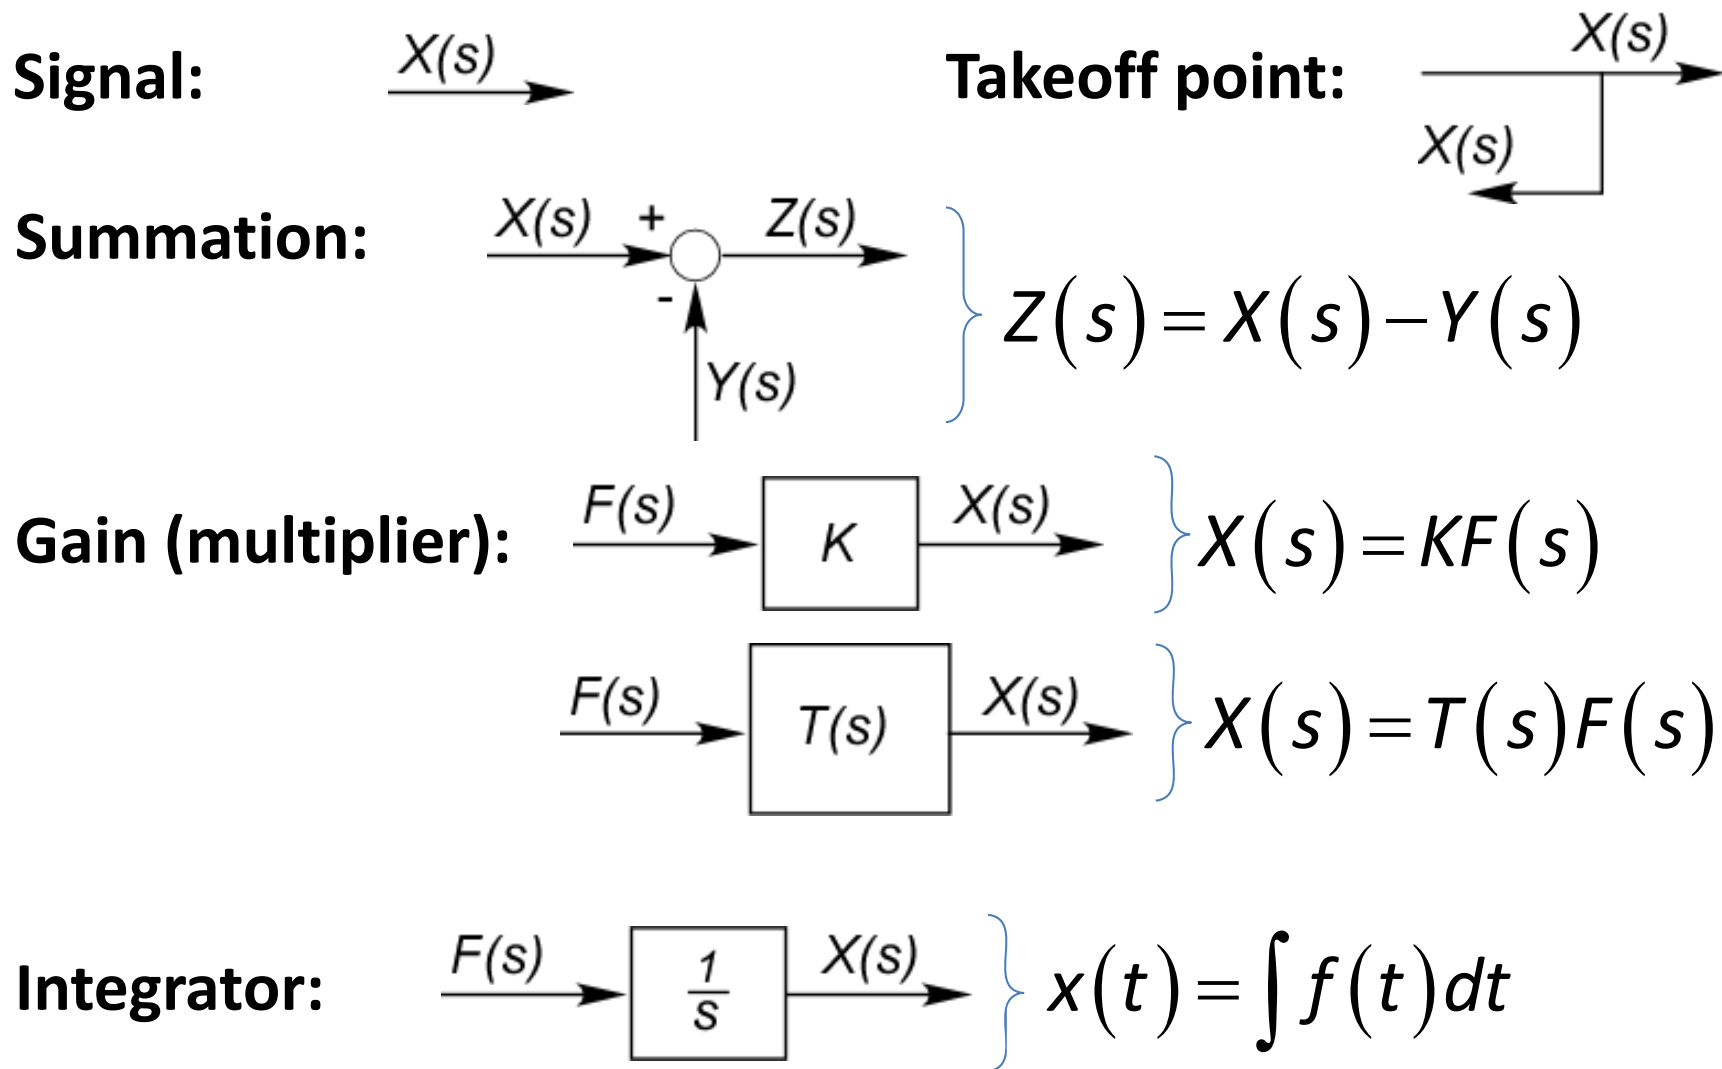 Signal: X(s)
Takeoff point: X(s)
X(s)
Summation: X(s) + Z(s)
-
Y(s)
Z(s) = X(s) − Y(s)
Gain (multiplier): F(s) K X(s)
X(s) = KF(s)
F(s) T(s) X(s)
X(s) = T(s)F(s)
Integrator: F(s) 1/s X(s)
x(t) = ∫ f(t)dt